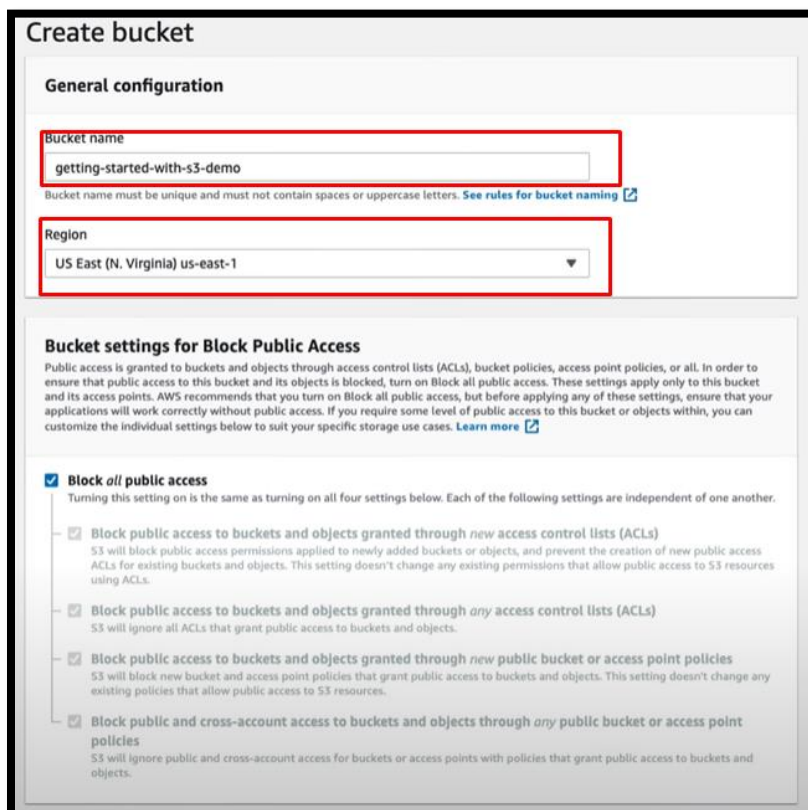 Create bucket
General configuration
Bucket name
getting-started-with-s3-demo
Bucket name must be unique and must not contain spaces or uppercase letters. See rules for bucket naming
Region
US East (N. Virginia) us-east-1
Bucket settings for Block Public Access
Public access is granted to buckets and objects through access control lists (ACLs), bucket policies, access point policies, or all. In order to
ensure that public access to this bucket and its objects is blocked, turn on Block all public access. These settings apply only to this bucket
and its access points. AWS recommends that you turn on Block all public access, but before applying any of these settings, ensure that your
applications will work correctly without public access. If you require some level of public access to this bucket or objects within, you can
customize the individual settings below to suit your specific storage use cases. Learn more
Block all public access
Turning this setting on is the same as turning on all four settings below. Each of the following settings are independent of one another.
Block public access to buckets and objects granted through new access control lists (ACLs)
S3 will block public access permissions applied to newly added buckets or objects, and prevent the creation of new public access
ACLs for existing buckets and objects. This setting doesn't change any existing permissions that allow public access to S3 resources
using ACLs.
Block public access to buckets and objects granted through any access control lists (ACLs)
S3 will ignore all ACLs that grant public access to buckets and objects.
Block public access to buckets and objects granted through new public bucket or access point policies
S3 will block new bucket and access point policies that grant public access to buckets and objects. This setting doesn't change any
existing policies that allow public access to S3 resources.
Block public and cross-account access to buckets and objects through any public bucket or access point
policies
S3 will ignore public and cross-account access for buckets or access points with policies that grant public access to buckets and
objects.